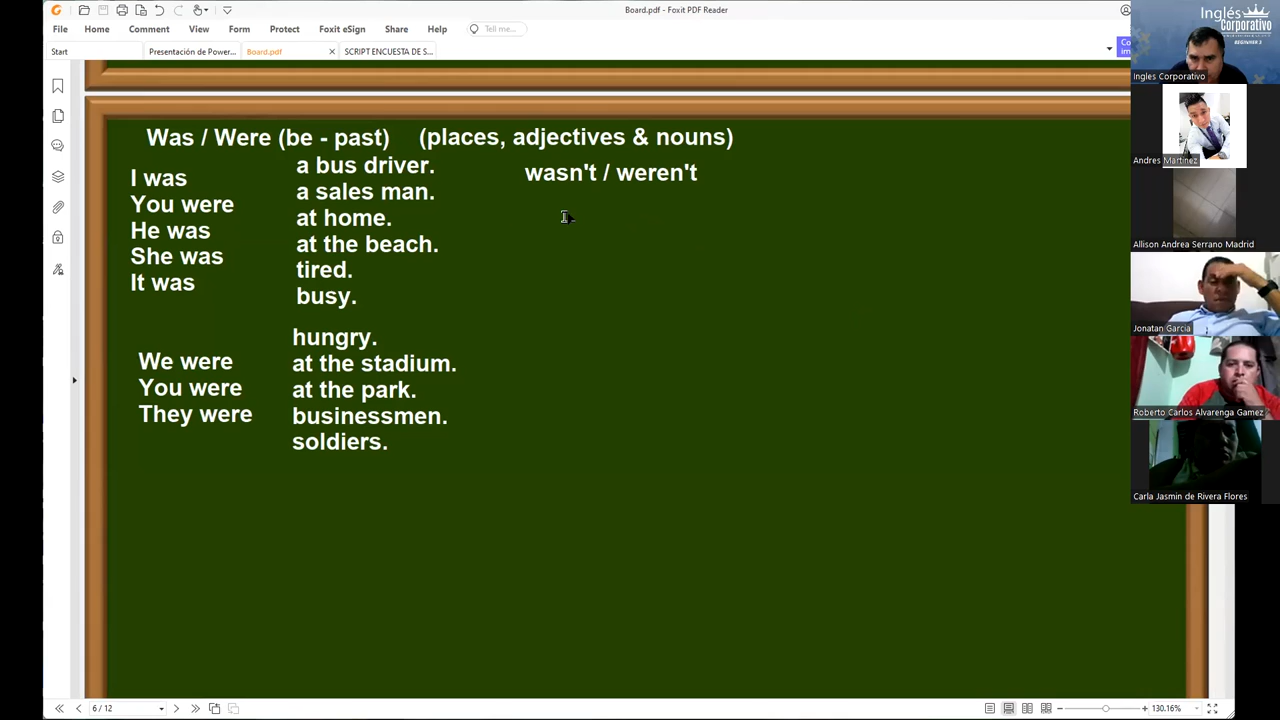 Board.pdf - Foxit PDF Reader
File Home Comment View Form Protect Foxit eSign Share Help Tell me...
Start Presentación de Power... Board.pdf × SCRIPT ENCUESTA DE S...
Was / Were (be - past) (places, adjectives & nouns)
wasn't / weren't
I was
You were
He was
She was
It was
a bus driver.
a sales man.
at home.
at the beach.
tired.
busy.
We were
You were
They were
hungry.
at the stadium.
at the park.
businessmen.
soldiers.
Inglés
Corporativo
BEGINNER 2
Ingles Corporativo
Andres Martinez
Allison Andrea Serrano Madrid
Jonatan Garcia
Roberto Carlos Alvarenga Gamez
Carla Jasmin de Rivera Flores
6 / 12
130.16%